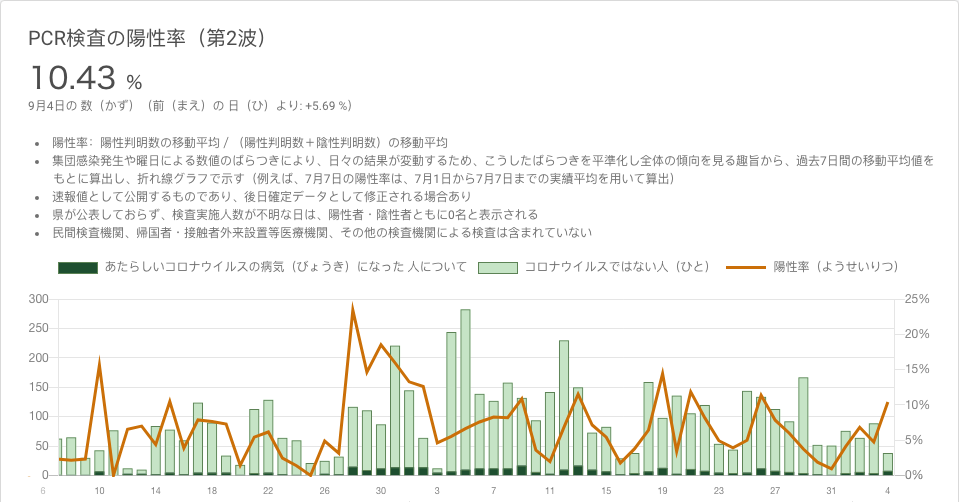 PCR検査の陽性率（第2波）
10.43 %
9月4日の 数（かず）（前（まえ）の 日（ひ）より: +5.69 %）
• 陽性率：陽性判明数の移動平均 / （陽性判明数＋陰性判明数）の移動平均
• 集団感染発生や曜日による数値のばらつきにより、日々の結果が変動するため、こうしたばらつきを平準化し全体の傾向を見る趣旨から、過去7日間の移動平均値を
もとに算出し、折れ線グラフで示す（例えば、7月7日の陽性率は、7月1日から7月7日までの実績平均を用いて算出）
• 速報値として公開するものであり、後日確定データとして修正される場合あり
• 県が公表しておらず、検査実施人数が不明な日は、陽性者・陰性者ともに0名と表示される
• 民間検査機関、帰国者・接触者外来設置等医療機関、その他の検査機関による検査は含まれていない
あたらしいコロナウイルスの病気（びょうき）になった 人について コロナウイルスではない人（ひと） 陽性率（ようせいりつ）
300 25%
250 20%
200 15%
150
100 10%
50 5%
0 0%
6 10 14 18 22 26 30 3 7 11 15 19 23 27 31 4